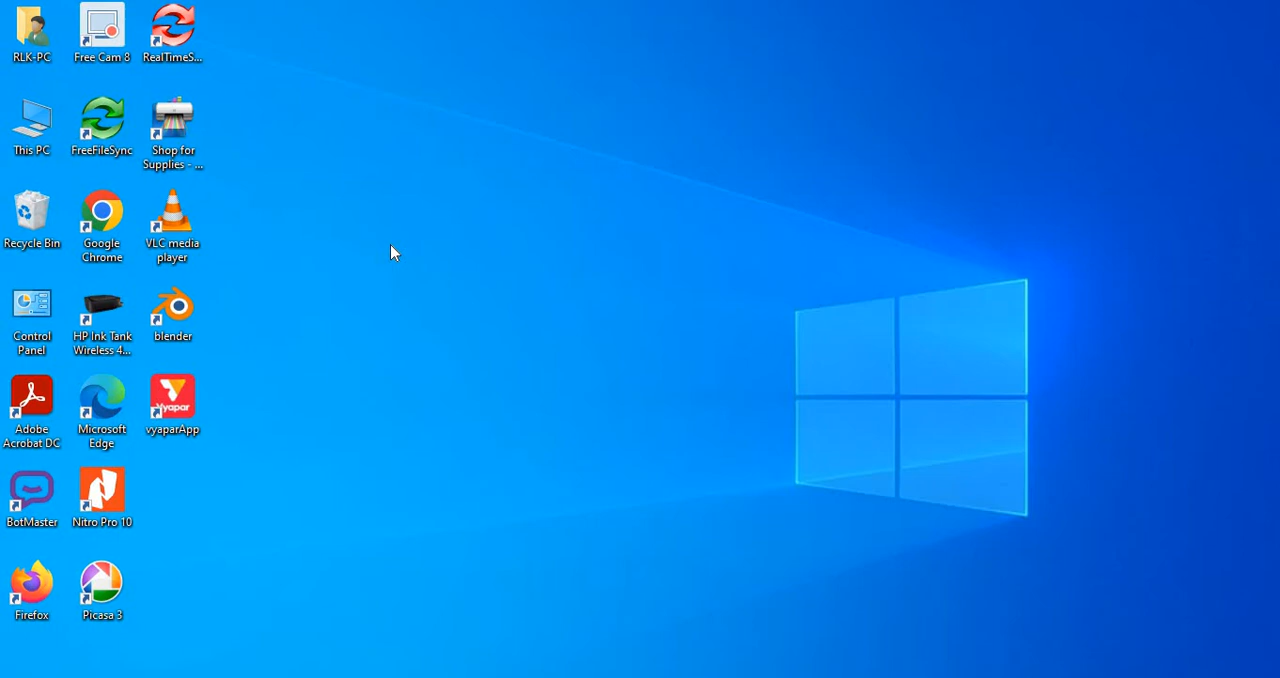 RLK-PC
Free Cam 8
RealTimeS...
This PC
FreeFileSync
Shop for
Supplies - ...
Recycle Bin
Google
Chrome
VLC media
player
Control
Panel
HP Ink Tank
Wireless 4...
blender
Adobe
Acrobat DC
Microsoft
Edge
Vyapar
vyaparApp
BotMaster
Nitro Pro 10
Firefox
Picasa 3